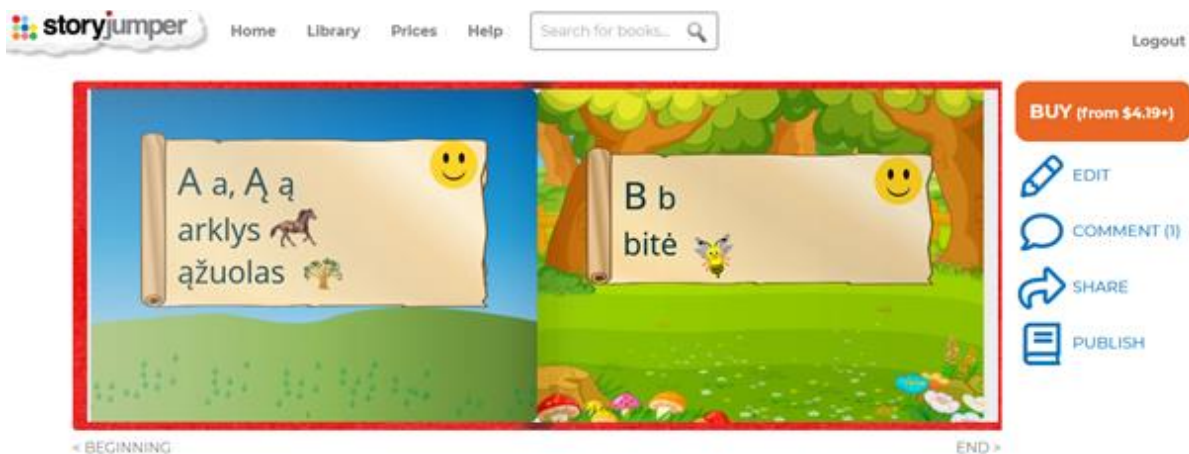 storyjumper
Home Library Prices Help Search for books...
Logout
BUY (from $4.19+)
EDIT
COMMENT (1)
SHARE
PUBLISH
A a, Ą ą
arklys
ąžuolas
B b
bitė
< BEGINNING
END >